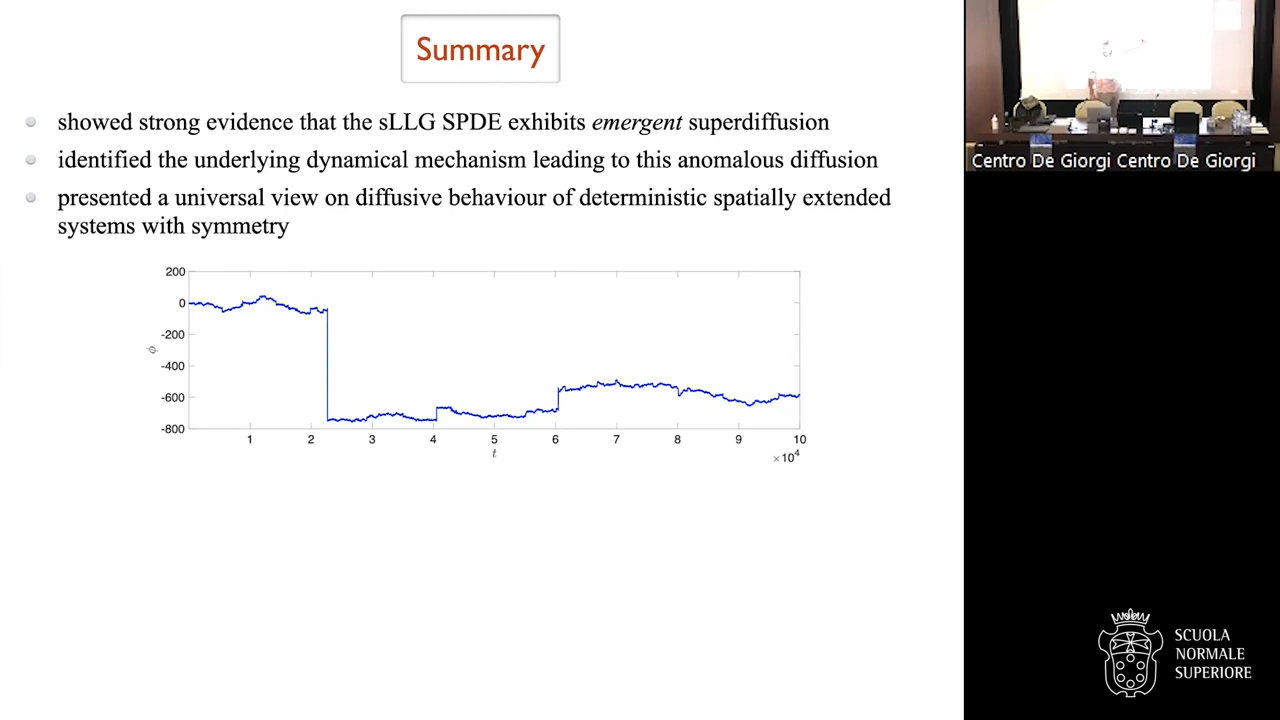 Summary
showed strong evidence that the sLLG SPDE exhibits emergent superdiffusion
identified the underlying dynamical mechanism leading to this anomalous diffusion
presented a universal view on diffusive behaviour of deterministic spatially extended
systems with symmetry
200
0
-200
-400
-600
-800
ϕ
1 2 3 4 5 6 7 8 9 10
t
×10⁴
Centro De Giorgi Centro De Giorgi
SCUOLA
NORMALE
SUPERIORE